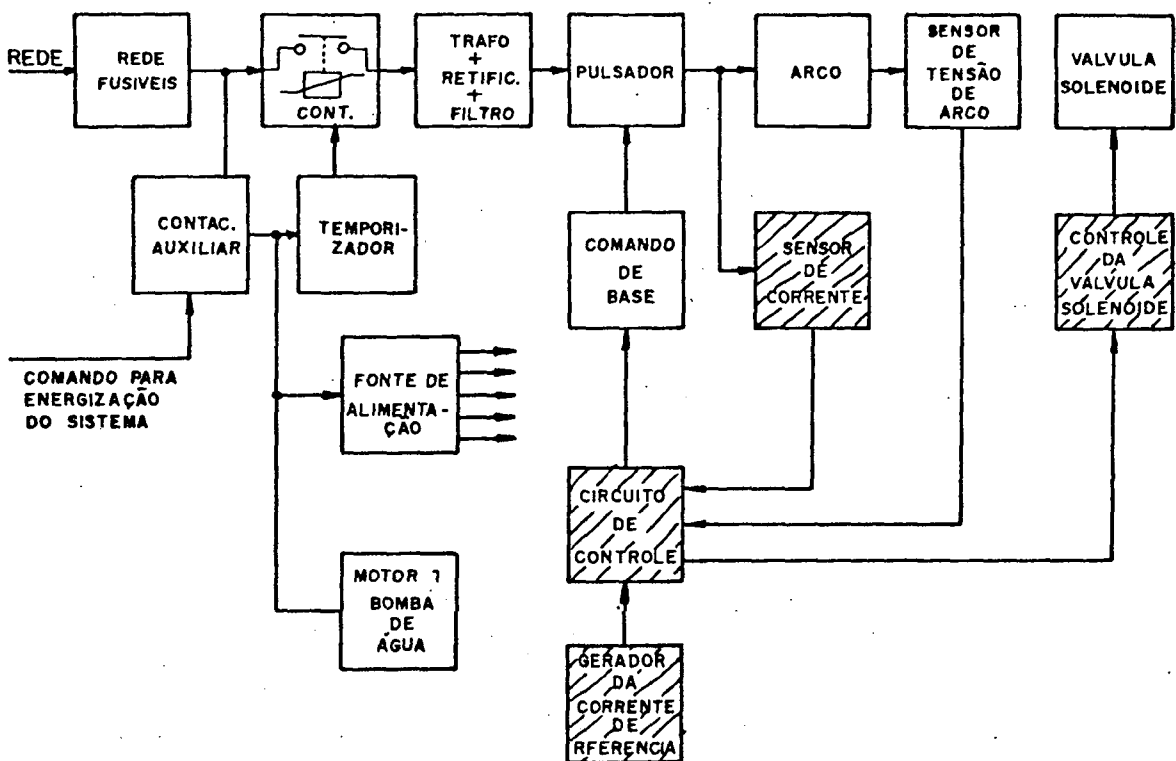 REDE
REDE
FUSIVEIS
CONT.
TRAFO
+
RETIFIC.
+
FILTRO
PULSADOR
ARCO
SENSOR
DE
TENSÃO
DE
ARCO
VALVULA
SOLENOIDE
CONTAC.
AUXILIAR
TEMPORI-
ZADOR
COMANDO
DE
BASE
SENSOR
DE
CORRENTE
CONTROLE
DA
VÁLVULA
SOLENOIDE
COMANDO PARA
ENERGIZAÇÃO
DO SISTEMA
FONTE DE
ALIMENTA-
ÇÃO
CIRCUITO
DE
CONTROLE
MOTOR 7
BOMBA
DE
ÁGUA
GERADOR
DA
CORRENTE
DE
RFERENCIA